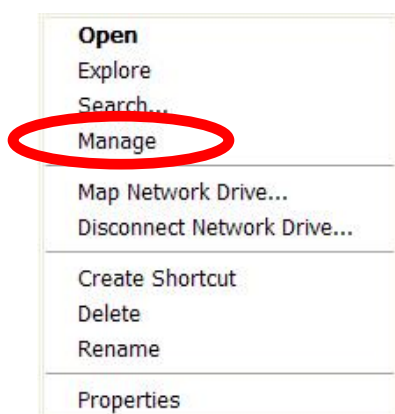 Open
Explore
Search...
Manage
Map Network Drive...
Disconnect Network Drive...
Create Shortcut
Delete
Rename
Properties